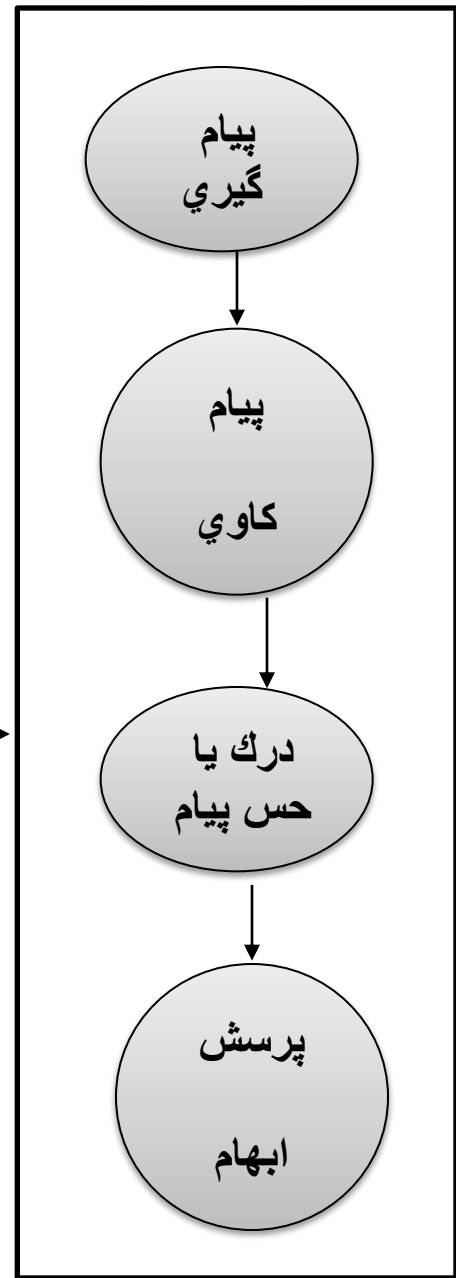 پيام
گيري
پيام
كاوي
درك يا
حس پيام
پرسش
ابهام